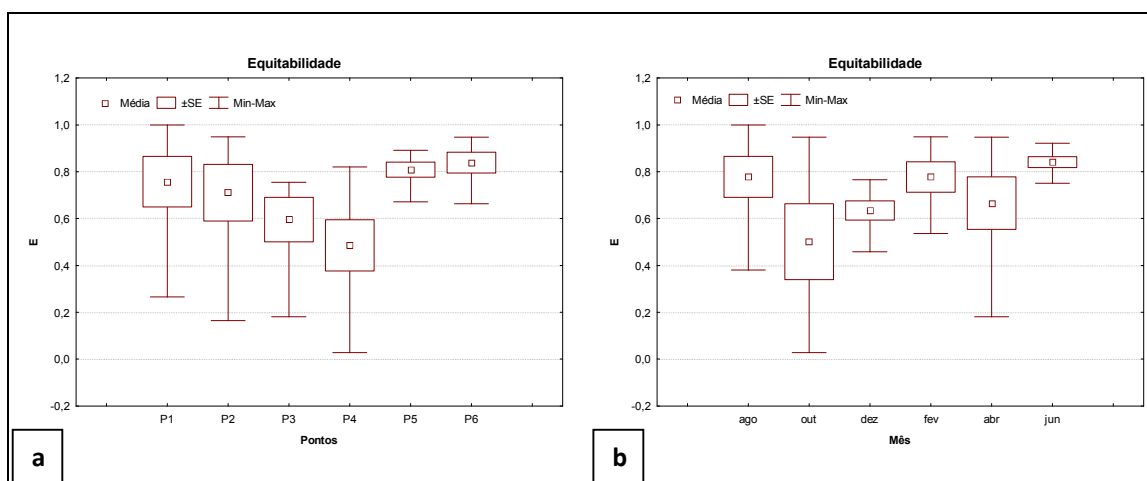 Equitabilidade
1,2
Média ±SE Min-Max
1,0
0,8
0,6
0,4
0,2
0,0
-0,2
E
P1 P2 P3 P4 P5 P6
Pontos
a
Equitabilidade
1,2
Média ±SE Min-Max
1,0
0,8
0,6
0,4
0,2
0,0
-0,2
E
ago out dez fev abr jun
Mês
b